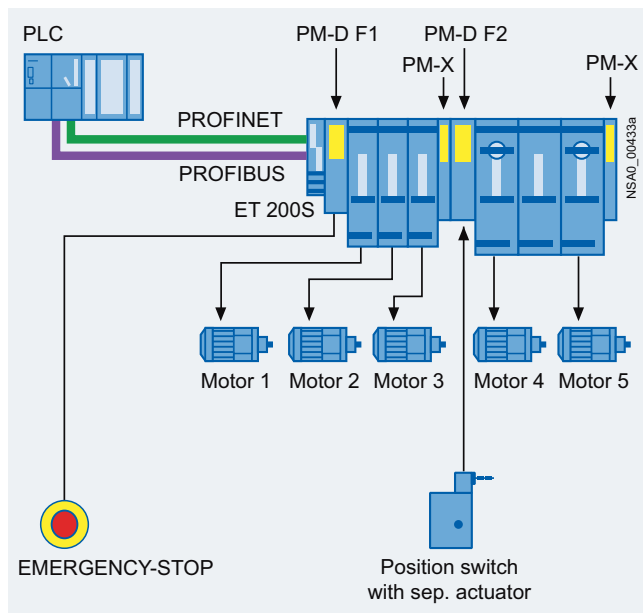 PLC
PM-D F1
PM-D F2
PM-X
PM-X
PROFINET
PROFIBUS
ET 200S
NSA0_00433a
Motor 1
Motor 2
Motor 3
Motor 4
Motor 5
EMERGENCY-STOP
Position switch
with sep. actuator